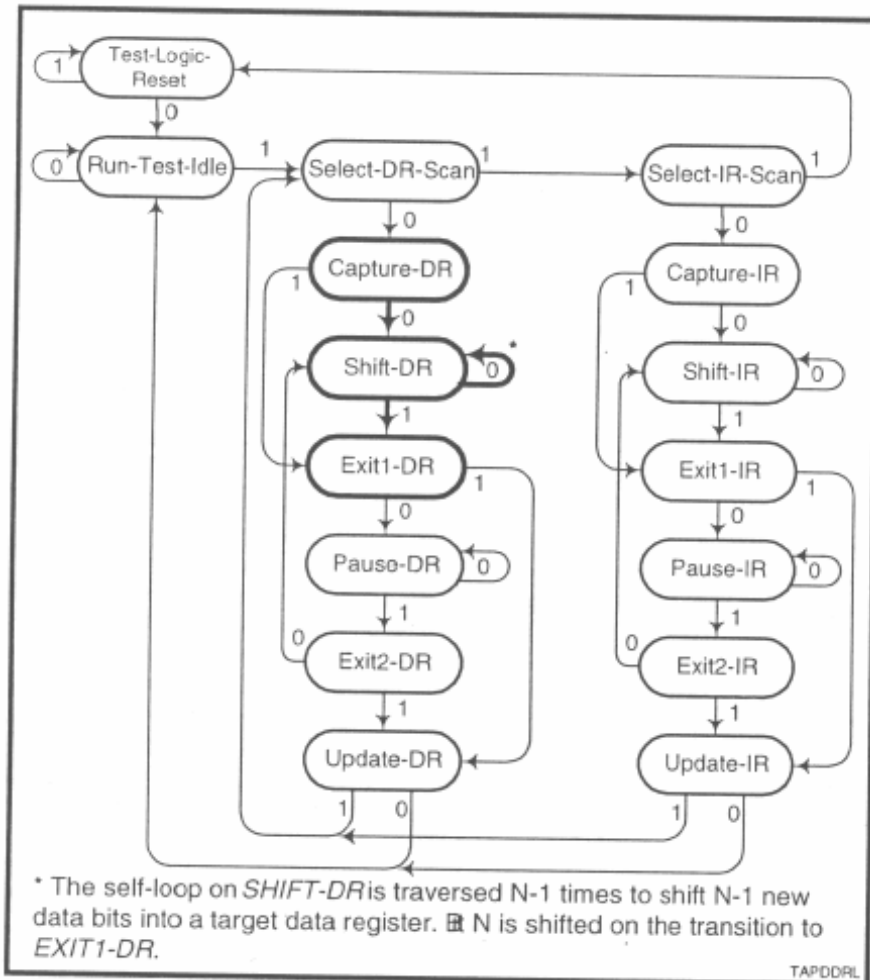 Test-Logic-
Reset
1
0
Run-Test-Idle
0
1
Select-DR-Scan
1
Select-IR-Scan
1
0
0
Capture-DR
1
Capture-IR
1
0
0
*
Shift-DR
0
Shift-IR
0
1
1
Exit1-DR
1
Exit1-IR
1
0
0
Pause-DR
0
Pause-IR
0
1
1
0
Exit2-DR
0
Exit2-IR
1
1
Update-DR
Update-IR
1
0
1
0
* The self-loop on SHIFT-DR is traversed N-1 times to shift N-1 new
data bits into a target data register. N is shifted on the transition to
EXIT1-DR.
TAPDDRL